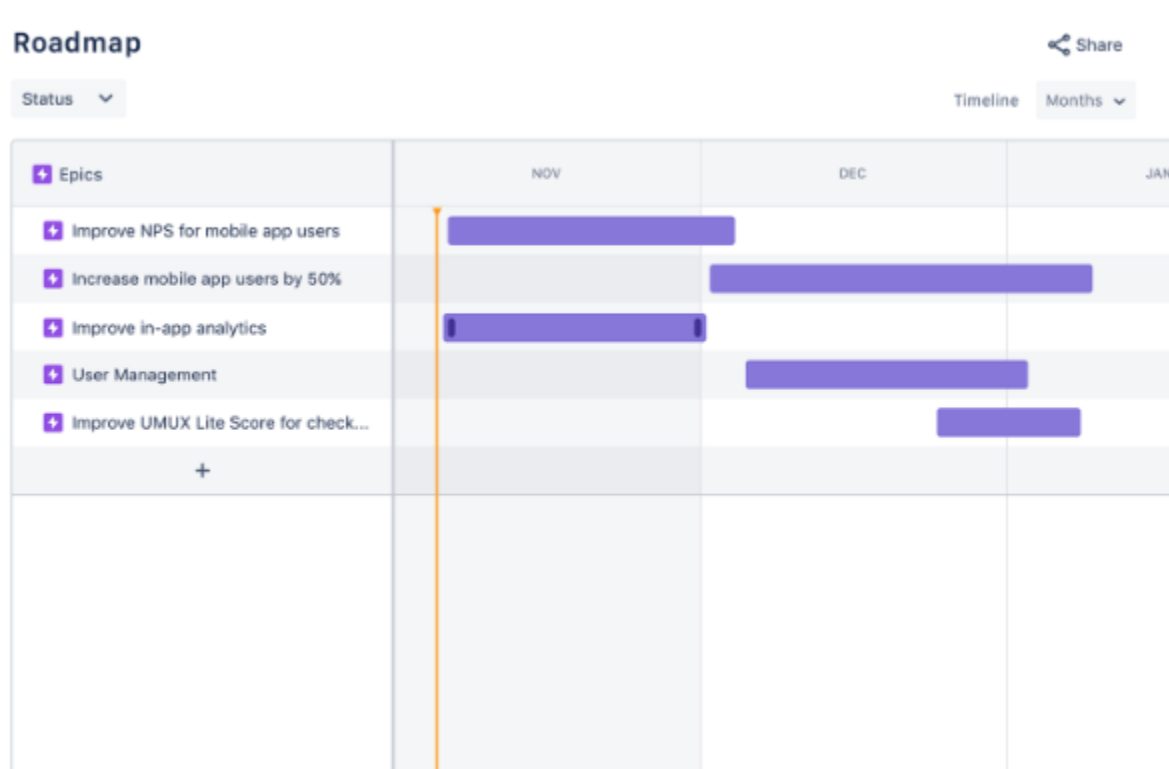 Roadmap
Share
Status
Timeline Months
Epics NOV DEC JAN
Improve NPS for mobile app users
Increase mobile app users by 50%
Improve in-app analytics
User Management
Improve UMUX Lite Score for check...
+